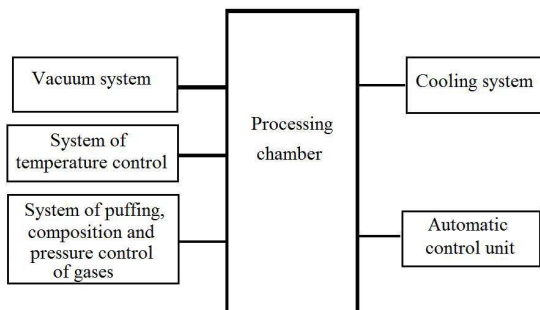 Vacuum system
System of
temperature control
System of puffing,
composition and
pressure control
of gases
Processing
chamber
Cooling system
Automatic
control unit